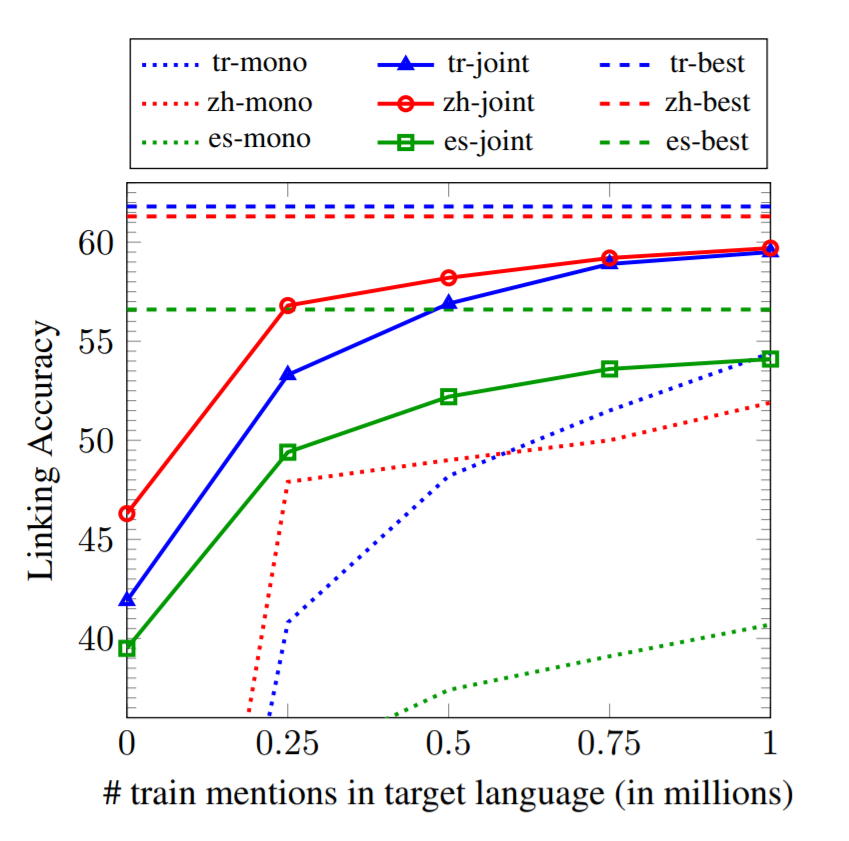 tr-mono tr-joint tr-best
zh-mono zh-joint zh-best
es-mono es-joint es-best
60
55
50
45
40
Linking Accuracy
0 0.25 0.5 0.75 1
# train mentions in target language (in millions)